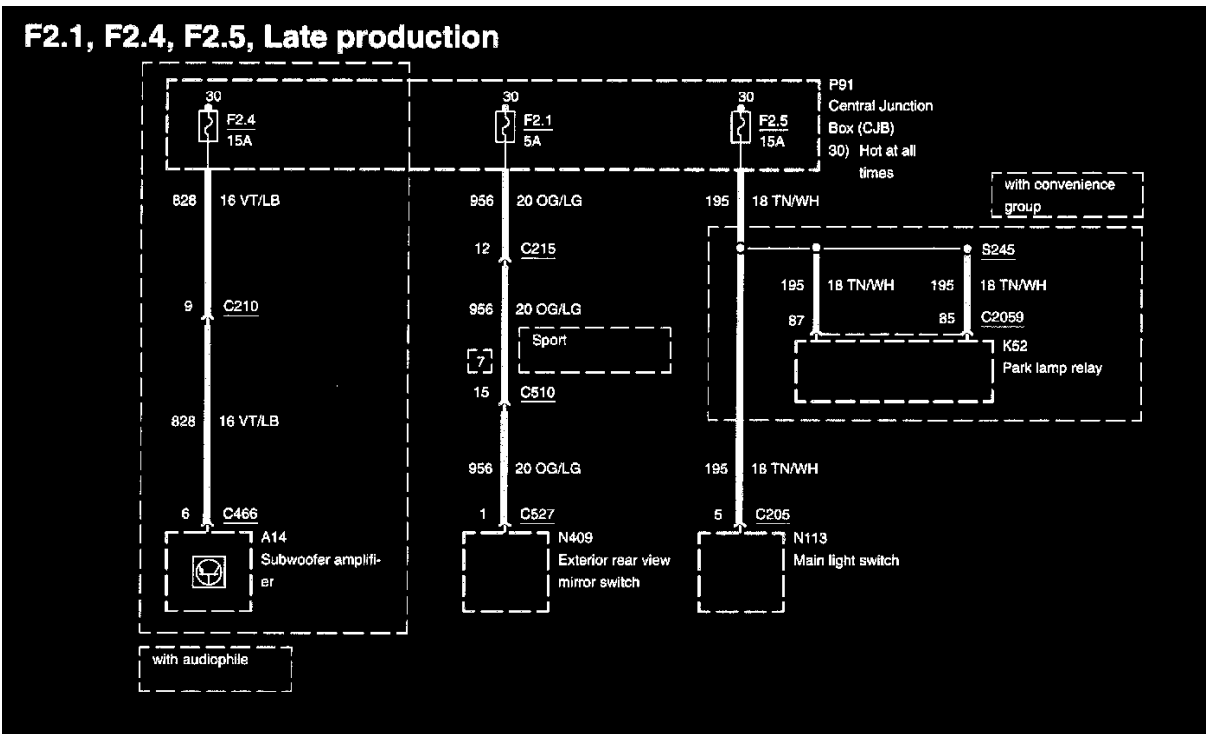 F2.1, F2.4, F2.5, Late production
30
F2.4
15A
30
F2.1
5A
30
F2.5
15A
P91
Central Junction
Box (CJB)
30) Hot at all
times
828 16 VT/LB
956 20 OG/LG
195 18 TN/WH
with convenience
group
12 C215
S245
195 18 TN/WH
195 18 TN/WH
9 C210
956 20 OG/LG
87
85 C2059
Sport
7
K52
Park lamp relay
15 C510
828 16 VT/LB
956 20 OG/LG
195 18 TN/WH
6 C466
1 C527
5 C205
A14
Subwoofer amplifi-
er
N409
Exterior rear view
mirror switch
N113
Main light switch
with audiophile